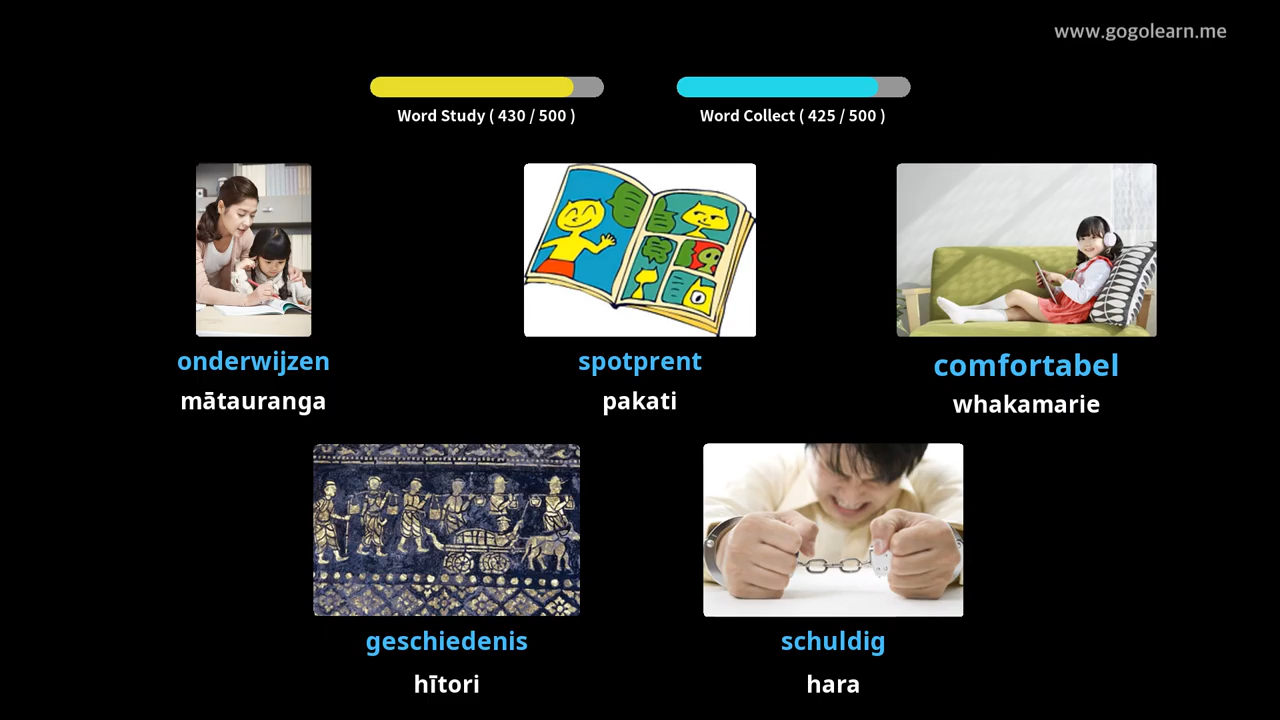 www.gogolearn.me
Word Study ( 430 / 500 )
Word Collect ( 425 / 500 )
onderwijzen
mātauranga
spotprent
pakati
comfortabel
whakamarie
geschiedenis
hītori
schuldig
hara